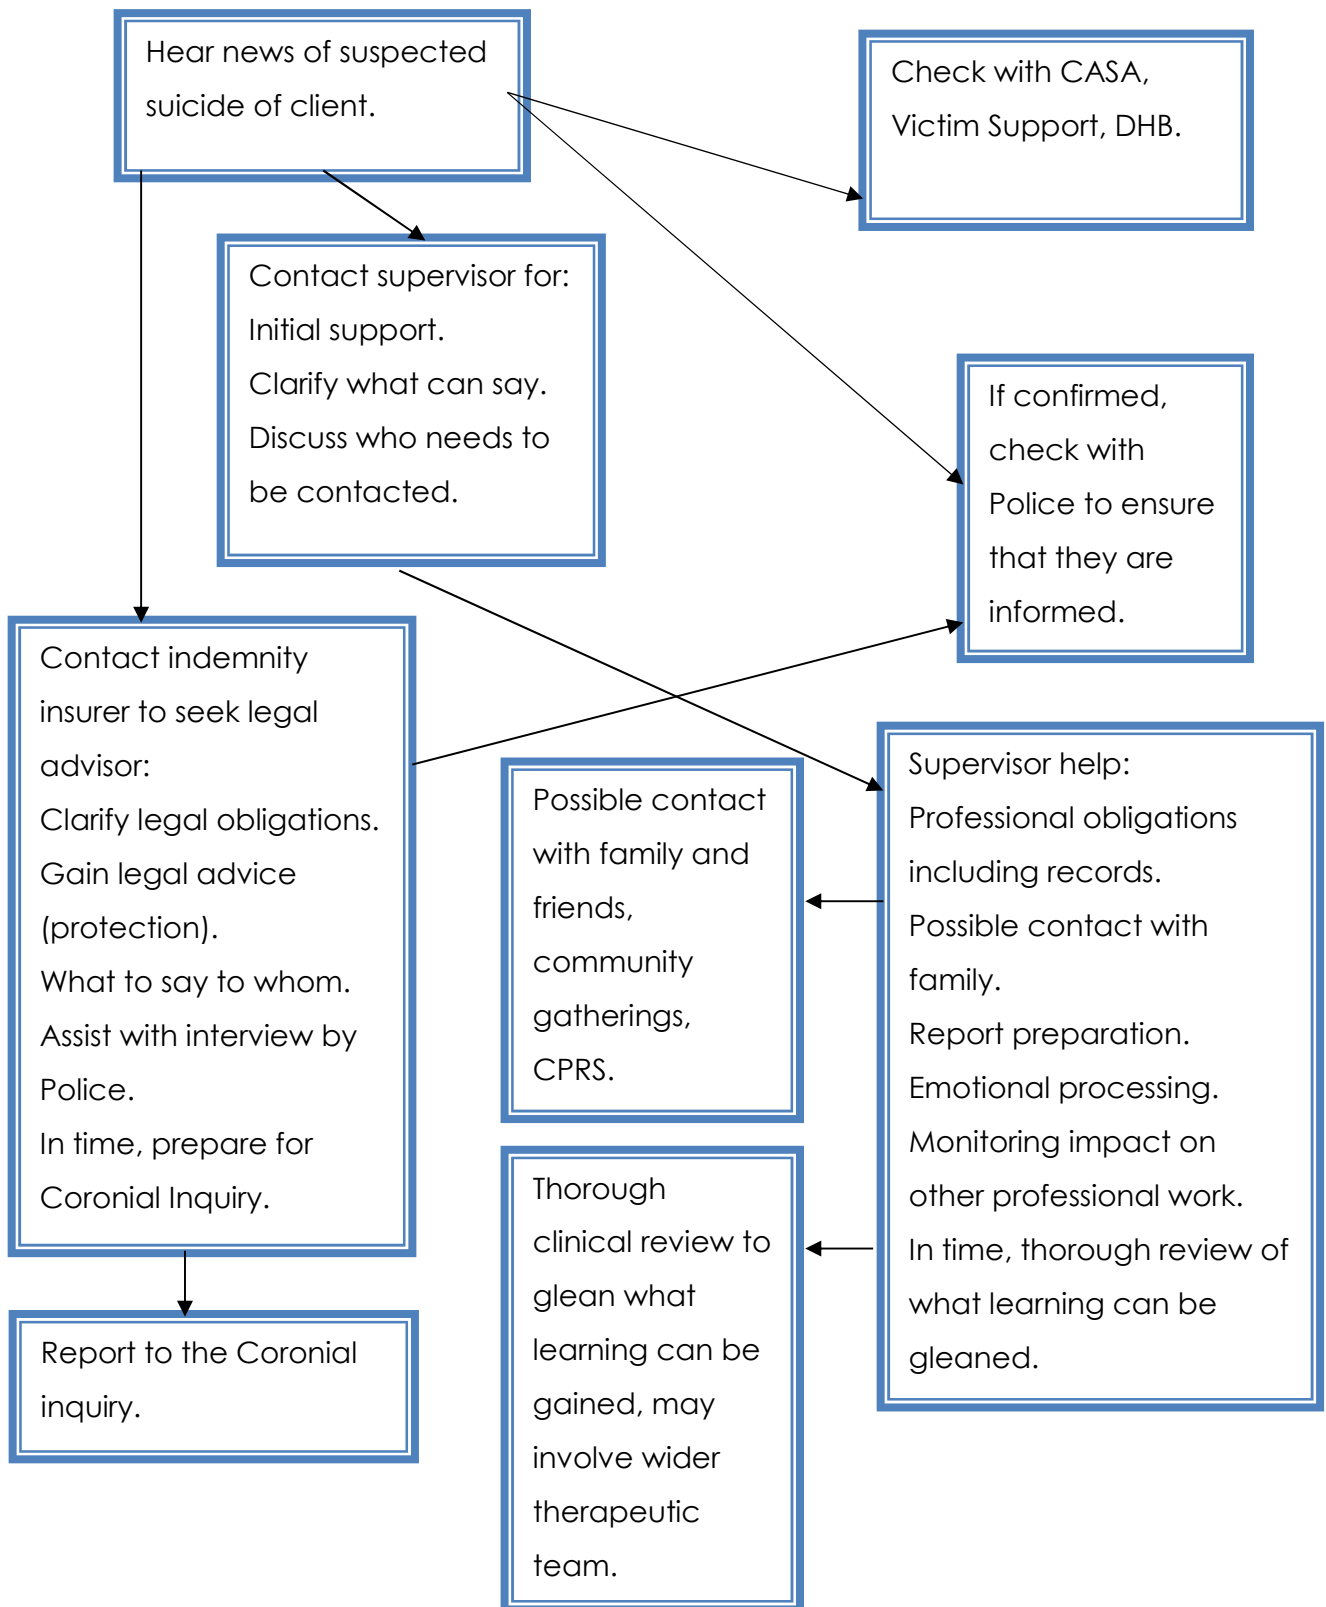 Hear news of suspected
suicide of client.
Check with CASA,
Victim Support, DHB.
Contact supervisor for:
Initial support.
Clarify what can say.
Discuss who needs to
be contacted.
If confirmed,
check with
Police to ensure
that they are
informed.
Contact indemnity
insurer to seek legal
advisor:
Clarify legal obligations.
Gain legal advice
(protection).
What to say to whom.
Assist with interview by
Police.
In time, prepare for
Coronial Inquiry.
Possible contact
with family and
friends,
community
gatherings,
CPRS.
Supervisor help:
Professional obligations
including records.
Possible contact with
family.
Report preparation.
Emotional processing.
Monitoring impact on
other professional work.
In time, thorough review of
what learning can be
gleaned.
Thorough
clinical review to
glean what
learning can be
gained, may
involve wider
therapeutic
team.
Report to the Coronial
inquiry.